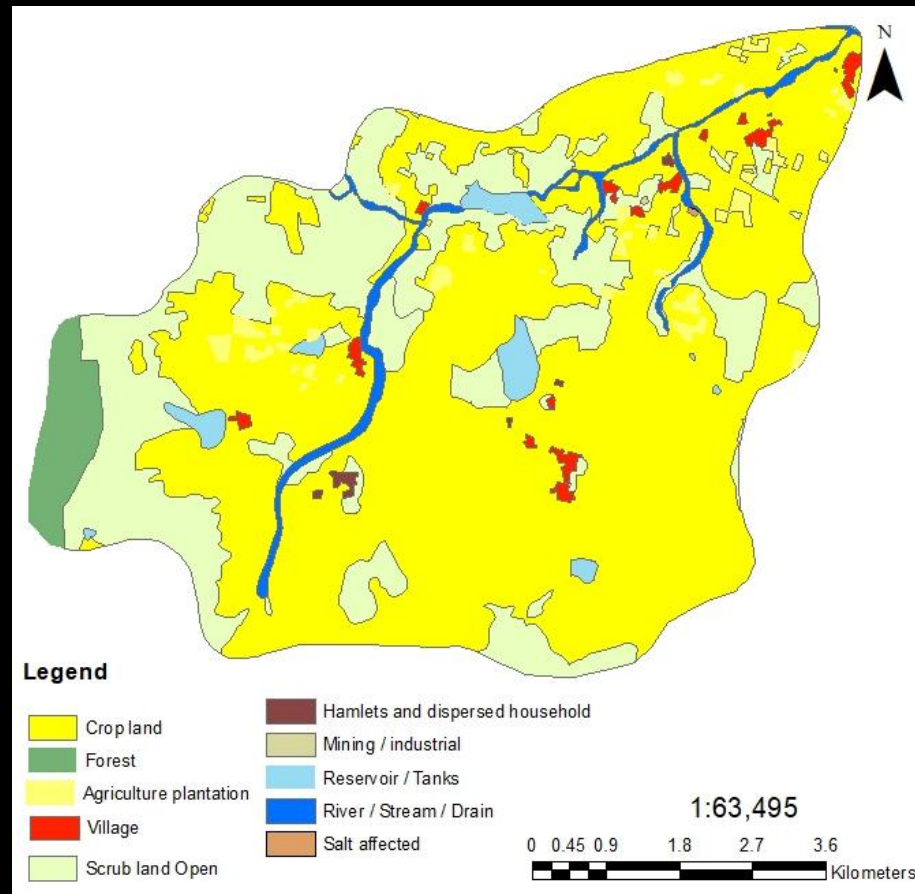 N
Legend
Crop land
Forest
Agriculture plantation
Village
Scrub land Open
Hamlets and dispersed household
Mining / industrial
Reservoir / Tanks
River / Stream / Drain
Salt affected
1:63,495
0 0.45 0.9 1.8 2.7 3.6
Kilometers